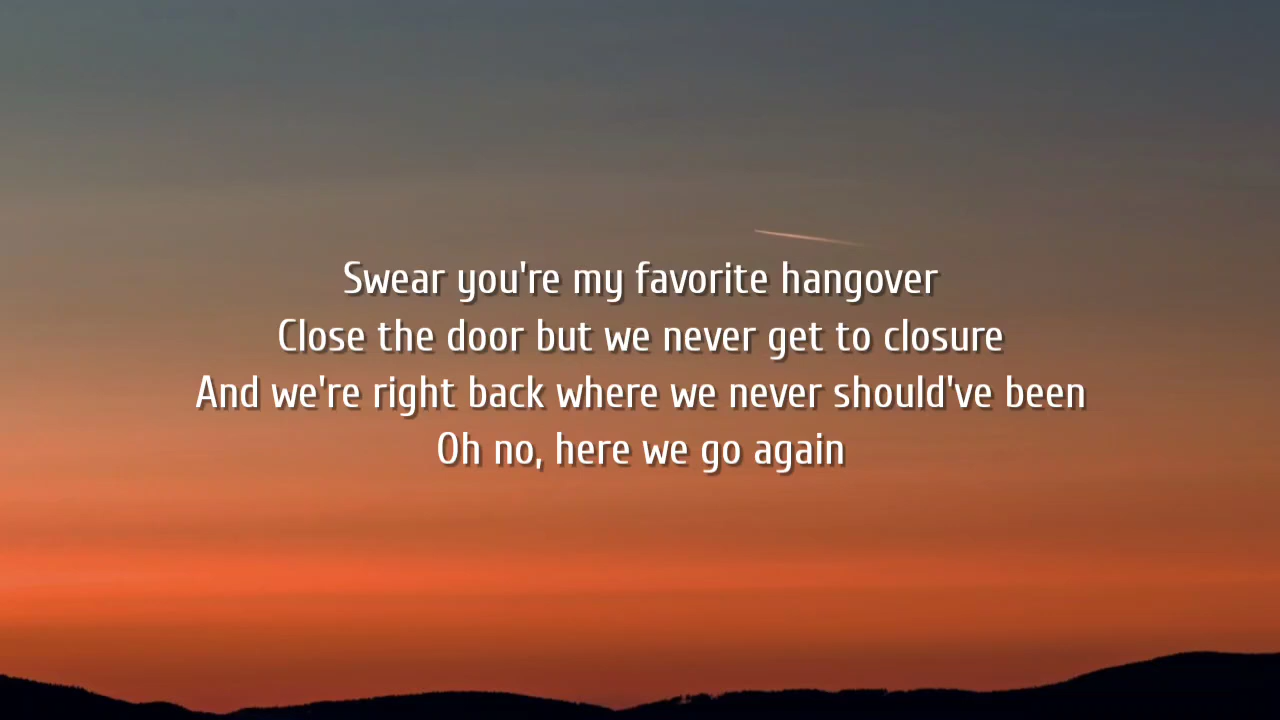 Swear you're my favorite hangover
Close the door but we never get to closure
And we're right back where we never should've been
Oh no, here we go again